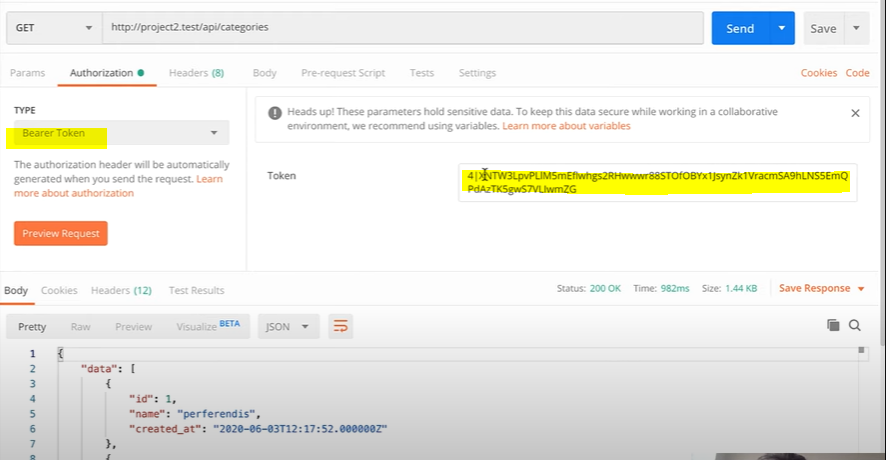 GET
http://project2.test/api/categories
Send
Save
Params
Authorization
Headers (8)
Body
Pre-request Script
Tests
Settings
Cookies
Code
TYPE
Bearer Token
The authorization header will be automatically
generated when you send the request. Learn
more about authorization
Preview Request
Heads up! These parameters hold sensitive data. To keep this data secure while working in a collaborative
environment, we recommend using variables. Learn more about variables
Token
Body
Cookies
Headers (12)
Test Results
Status: 200 OK
Time: 982ms
Size: 1.44 KB
Save Response
Pretty
Raw
Preview
Visualize BETA
JSON
1 {
2 "data": [
3 {
4 "id": 1,
5 "name": "perferendis",
6 "created_at": "2020-06-03T12:17:52.000000Z"
7 },
8 {